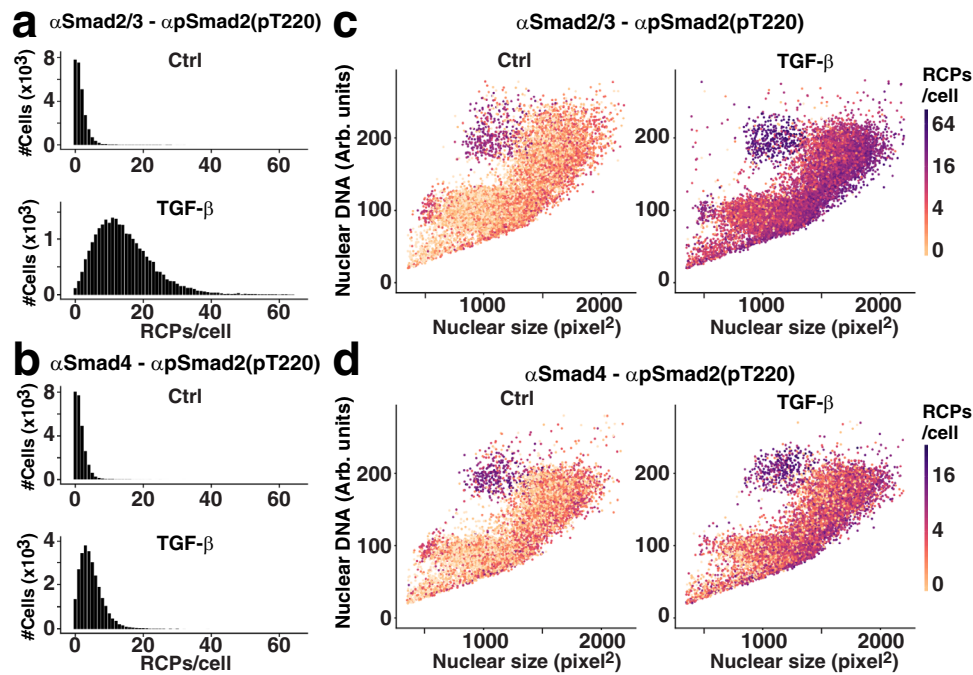 a
αSmad2/3 - αpSmad2(pT220)
Ctrl
#Cells (x10³)
8
4
0
0 20 40 60
TGF-β
#Cells (x10³)
1
0
0 20 40 60
RCPs/cell
b
αSmad4 - αpSmad2(pT220)
Ctrl
#Cells (x10³)
8
4
0
0 20 40 60
TGF-β
#Cells (x10³)
4
2
0
0 20 40 60
RCPs/cell
c
αSmad2/3 - αpSmad2(pT220)
Ctrl
Nuclear DNA (Arb. units)
200
100
0
1000 2000
Nuclear size (pixel²)
TGF-β
200
100
0
1000 2000
Nuclear size (pixel²)
RCPs
/cell
64
16
4
0
d
αSmad4 - αpSmad2(pT220)
Ctrl
Nuclear DNA (Arb. units)
200
100
0
1000 2000
Nuclear size (pixel²)
TGF-β
200
100
0
1000 2000
Nuclear size (pixel²)
RCPs
/cell
16
4
0